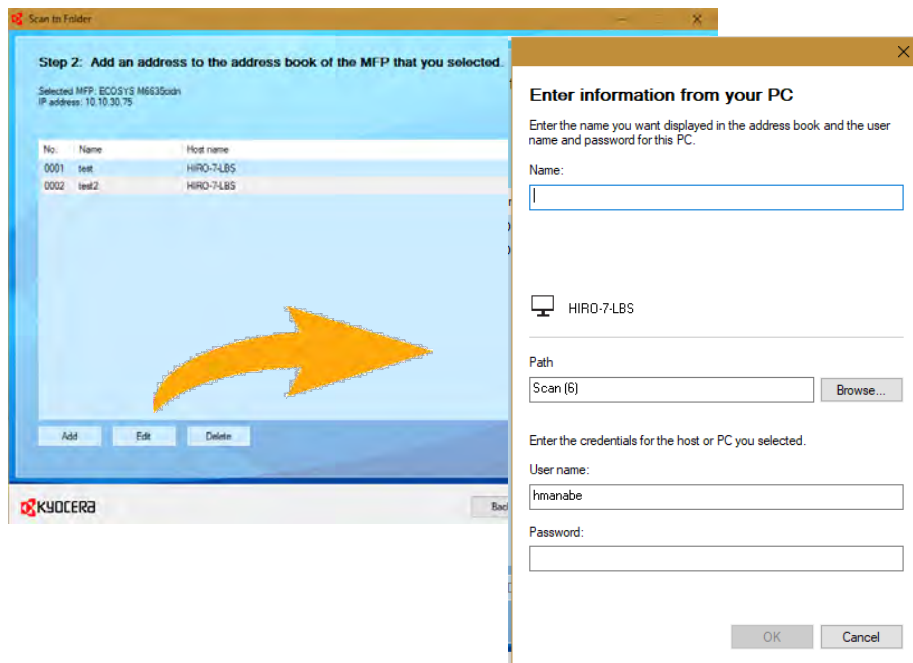 Scan to Folder
Step 2: Add an address to the address book of the MFP that you selected.
Selected MFP: ECOSYS M6635cidn
IP address: 10.10.30.75
No. Name Host name
0001 test HIRO-7-LBS
0002 test2 HIRO-7-LBS
Add Edit Delete
KYOCERA
Enter information from your PC
Enter the name you want displayed in the address book and the user
name and password for this PC.
Name:
HIRO-7-LBS
Path
Scan (6)
Browse...
Enter the credentials for the host or PC you selected.
User name:
hmanabe
Password:
OK Cancel